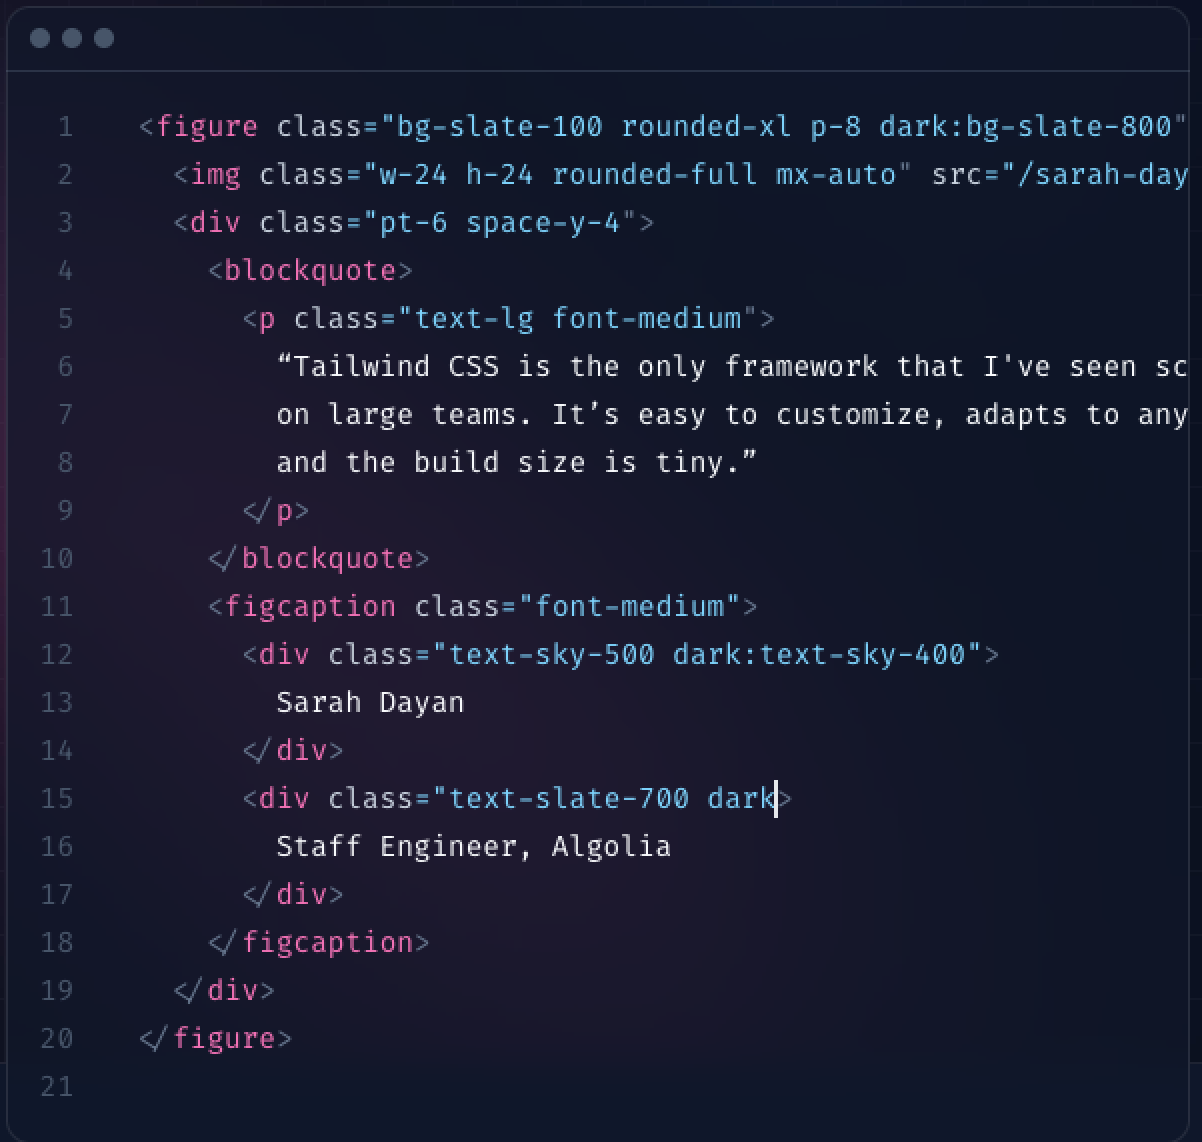 1 <figure class="bg-slate-100 rounded-xl p-8 dark:bg-slate-800"
2 <img class="w-24 h-24 rounded-full mx-auto" src="/sarah-day
3 <div class="pt-6 space-y-4">
4 <blockquote>
5 <p class="text-lg font-medium">
6 “Tailwind CSS is the only framework that I've seen sc
7 on large teams. It’s easy to customize, adapts to any
8 and the build size is tiny.”
9 </p>
10 </blockquote>
11 <figcaption class="font-medium">
12 <div class="text-sky-500 dark:text-sky-400">
13 Sarah Dayan
14 </div>
15 <div class="text-slate-700 dark>
16 Staff Engineer, Algolia
17 </div>
18 </figcaption>
19 </div>
20 </figure>
21